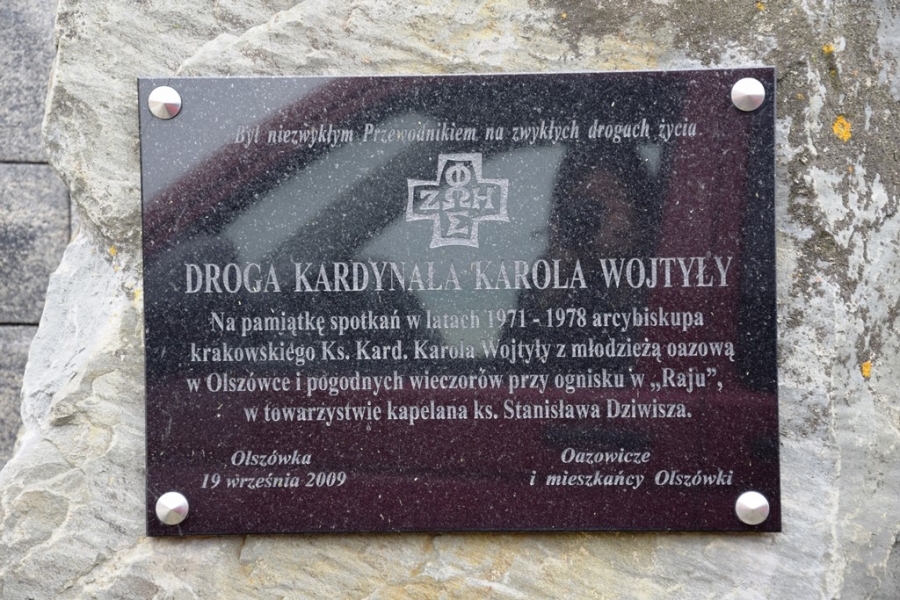 Był niezwykłym Przewodnikiem na zwykłych drogach życia
Φ
ΖΩΗ
Σ
DROGA KARDYNAŁA KAROLA WOJTYŁY
Na pamiątkę spotkań w latach 1971 - 1978 arcybiskupa
krakowskiego Ks. Kard. Karola Wojtyły z młodzieżą oazową
w Olszówce i pogodnych wieczorów przy ognisku w „Raju”,
w towarzystwie kapelana ks. Stanisława Dziwisza.
Olszówka
19 września 2009
Oazowicze
i mieszkańcy Olszówki